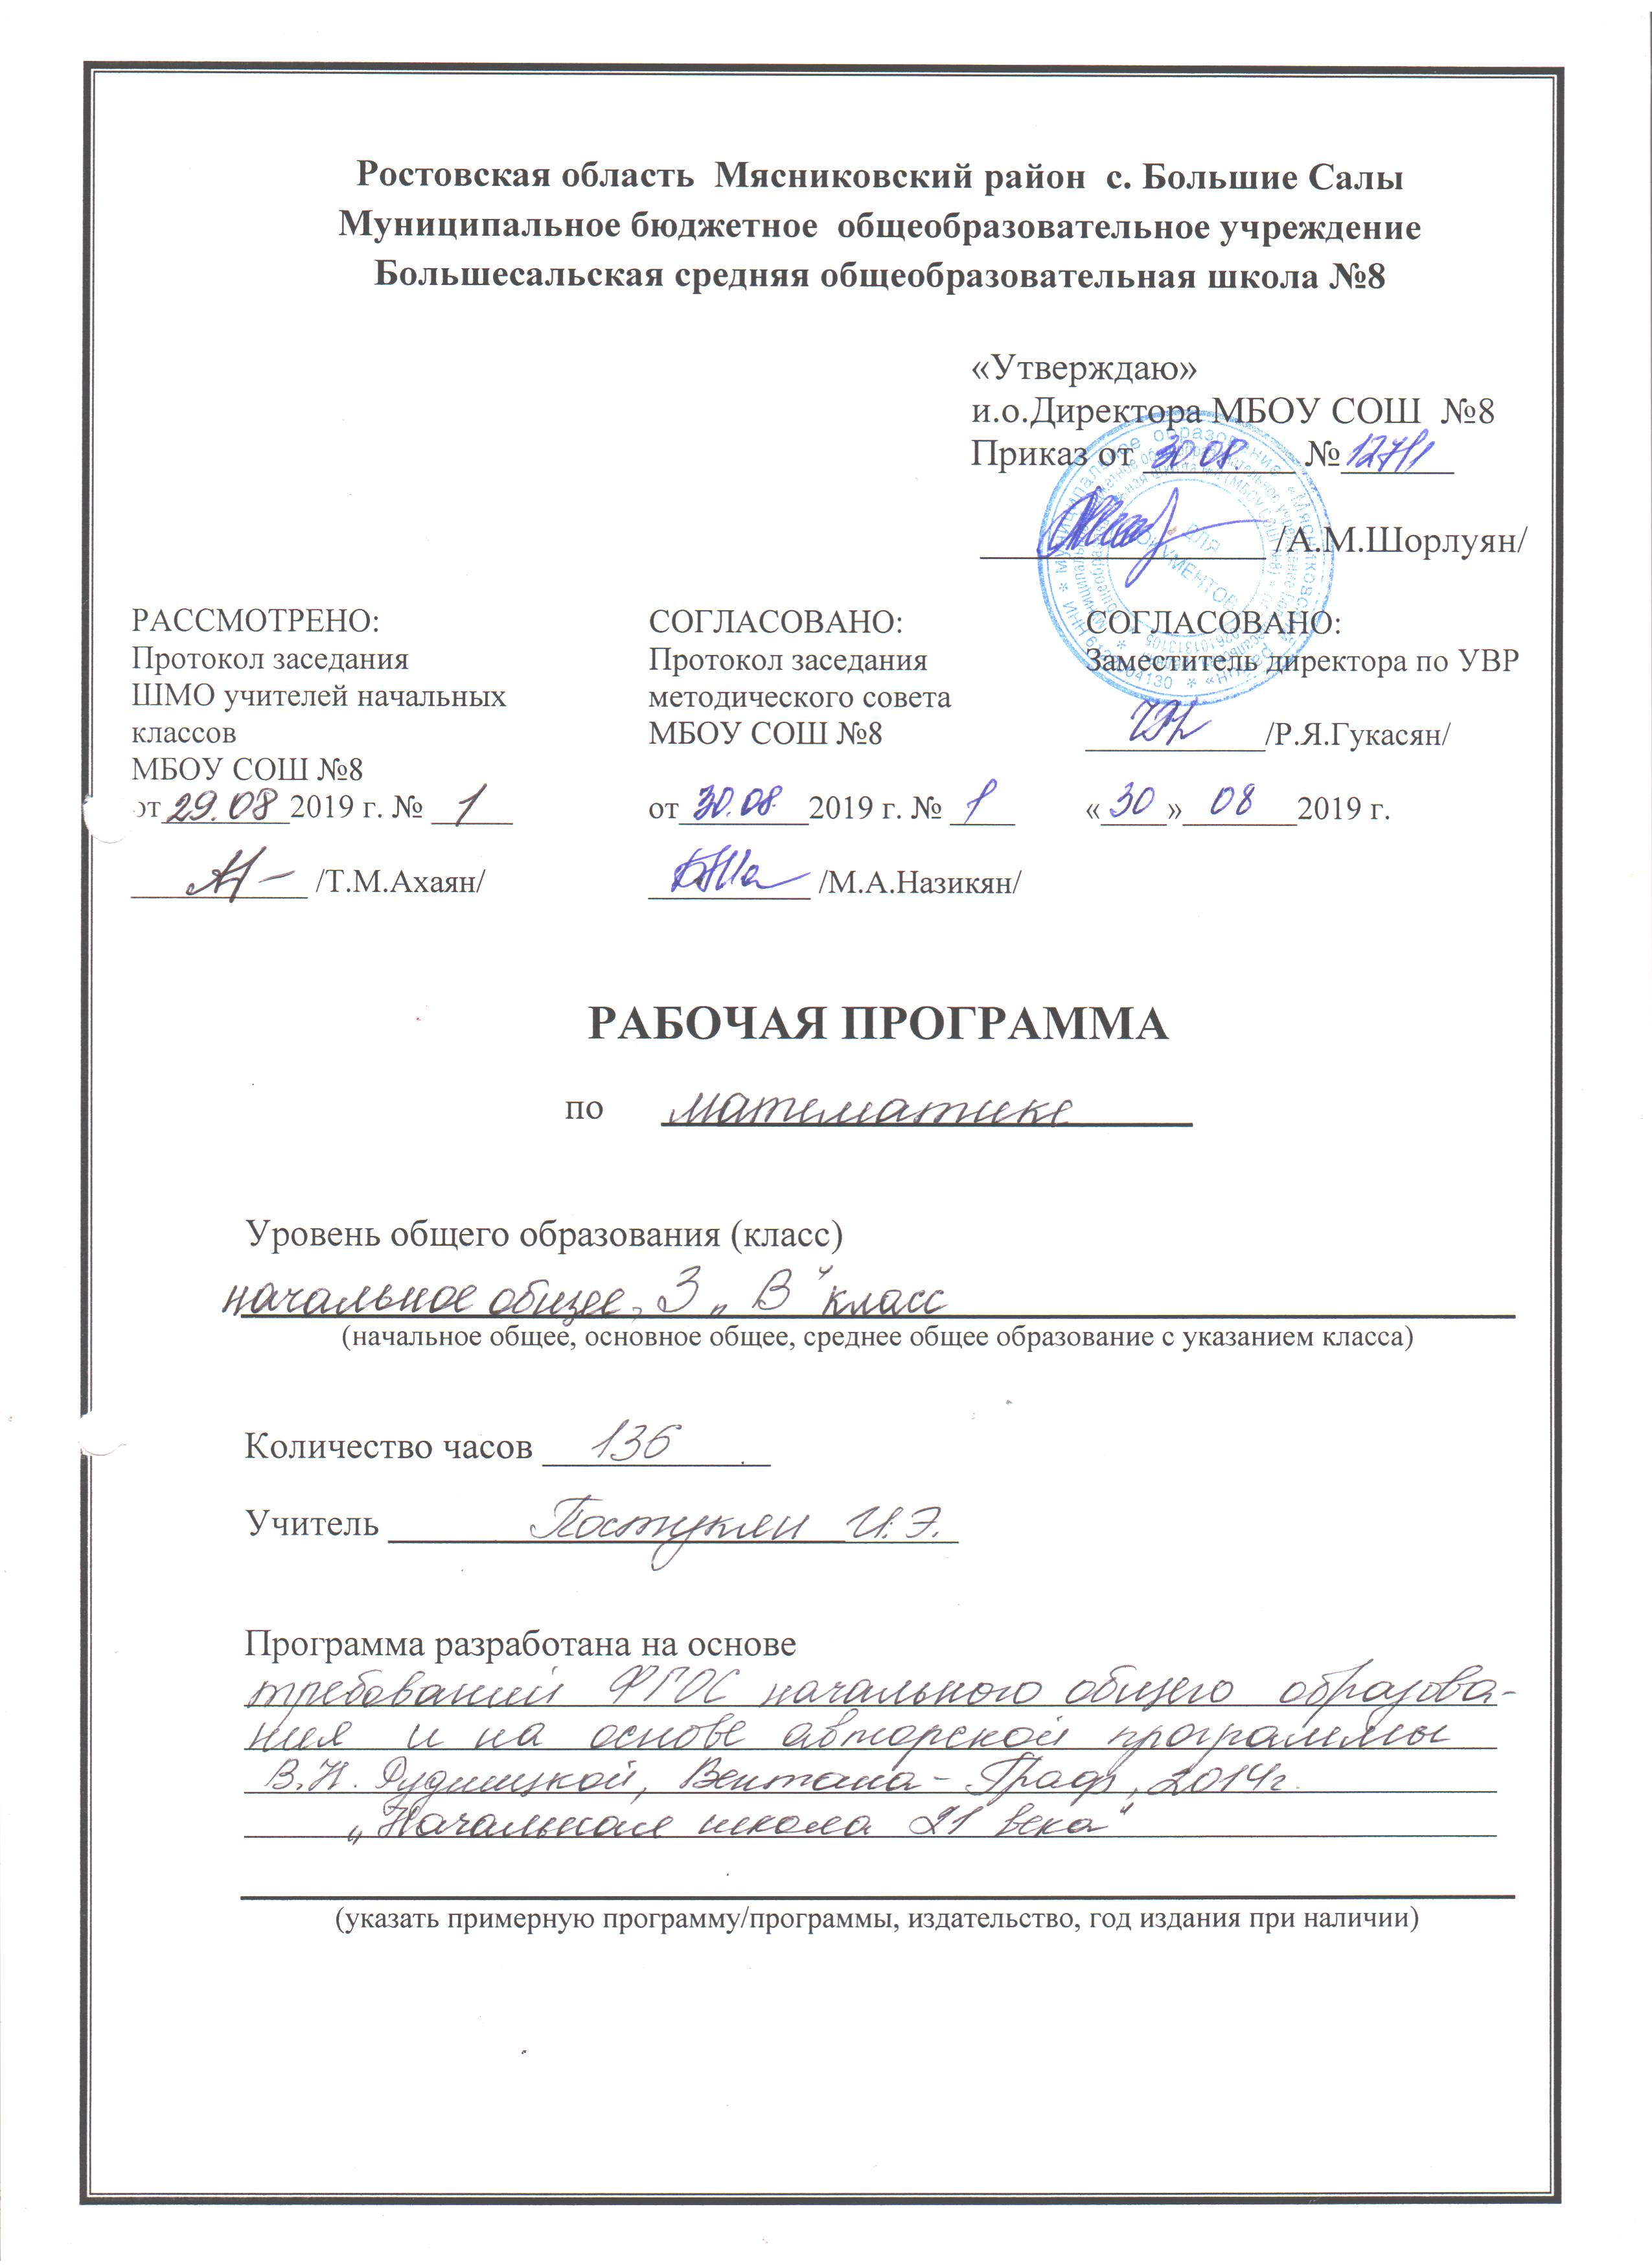 Ростовская область  Мясниковский район  с. Большие Салы
Муниципальное бюджетное  общеобразовательное учреждение
Большесальская средняя общеобразовательная школа №8
«Утверждаю»
и.о.Директора МБОУ СОШ  №8
Приказ от 30.08 №
/А.М.Шорлуян/
ДЛЯ
ДОКУМЕНТОВ
РАССМОТРЕНО:
Протокол заседания
ШМО учителей начальных
классов
МБОУ СОШ №8
от 29.08 2019 г. № 1
/Т.М.Ахаян/
СОГЛАСОВАНО:
Протокол заседания
методического совета
МБОУ СОШ №8
от 30.08 2019 г. № 1
/М.А.Назикян/
СОГЛАСОВАНО:
Заместитель директора по УВР
/Р.Я.Гукасян/
«30» 08 2019 г.
РАБОЧАЯ ПРОГРАММА
по математике
Уровень общего образования (класс)
начальное общее, 3 „В" класс
(начальное общее, основное общее, среднее общее образование с указанием класса)
Количество часов 136
Учитель И.Э.
Программа разработана на основе
требований ФГОС начального общего образова-
ния и на основе авторской программы
В.Н. Рудницкой, Вентана-Граф, 2014г.
„Начальная школа 21 века"
(указать примерную программу/программы, издательство, год издания при наличии)